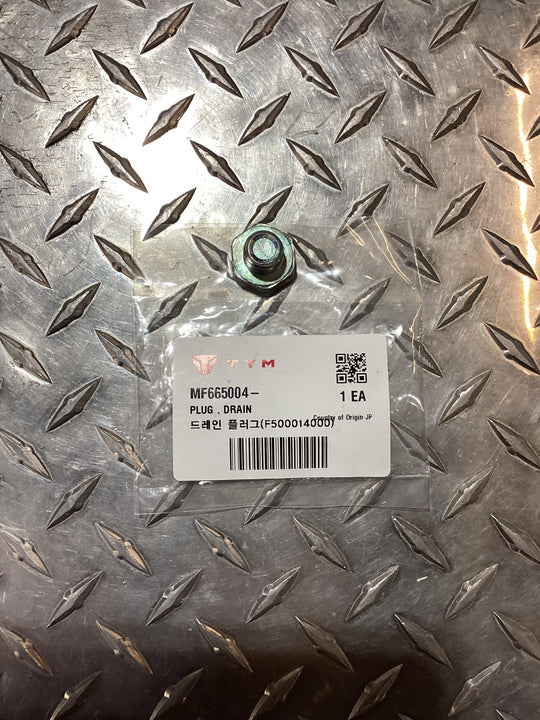 TYM
MF665004-
1 EA
PLUG , DRAIN
Country of Origin JP
드레인 플러그(F500014000)